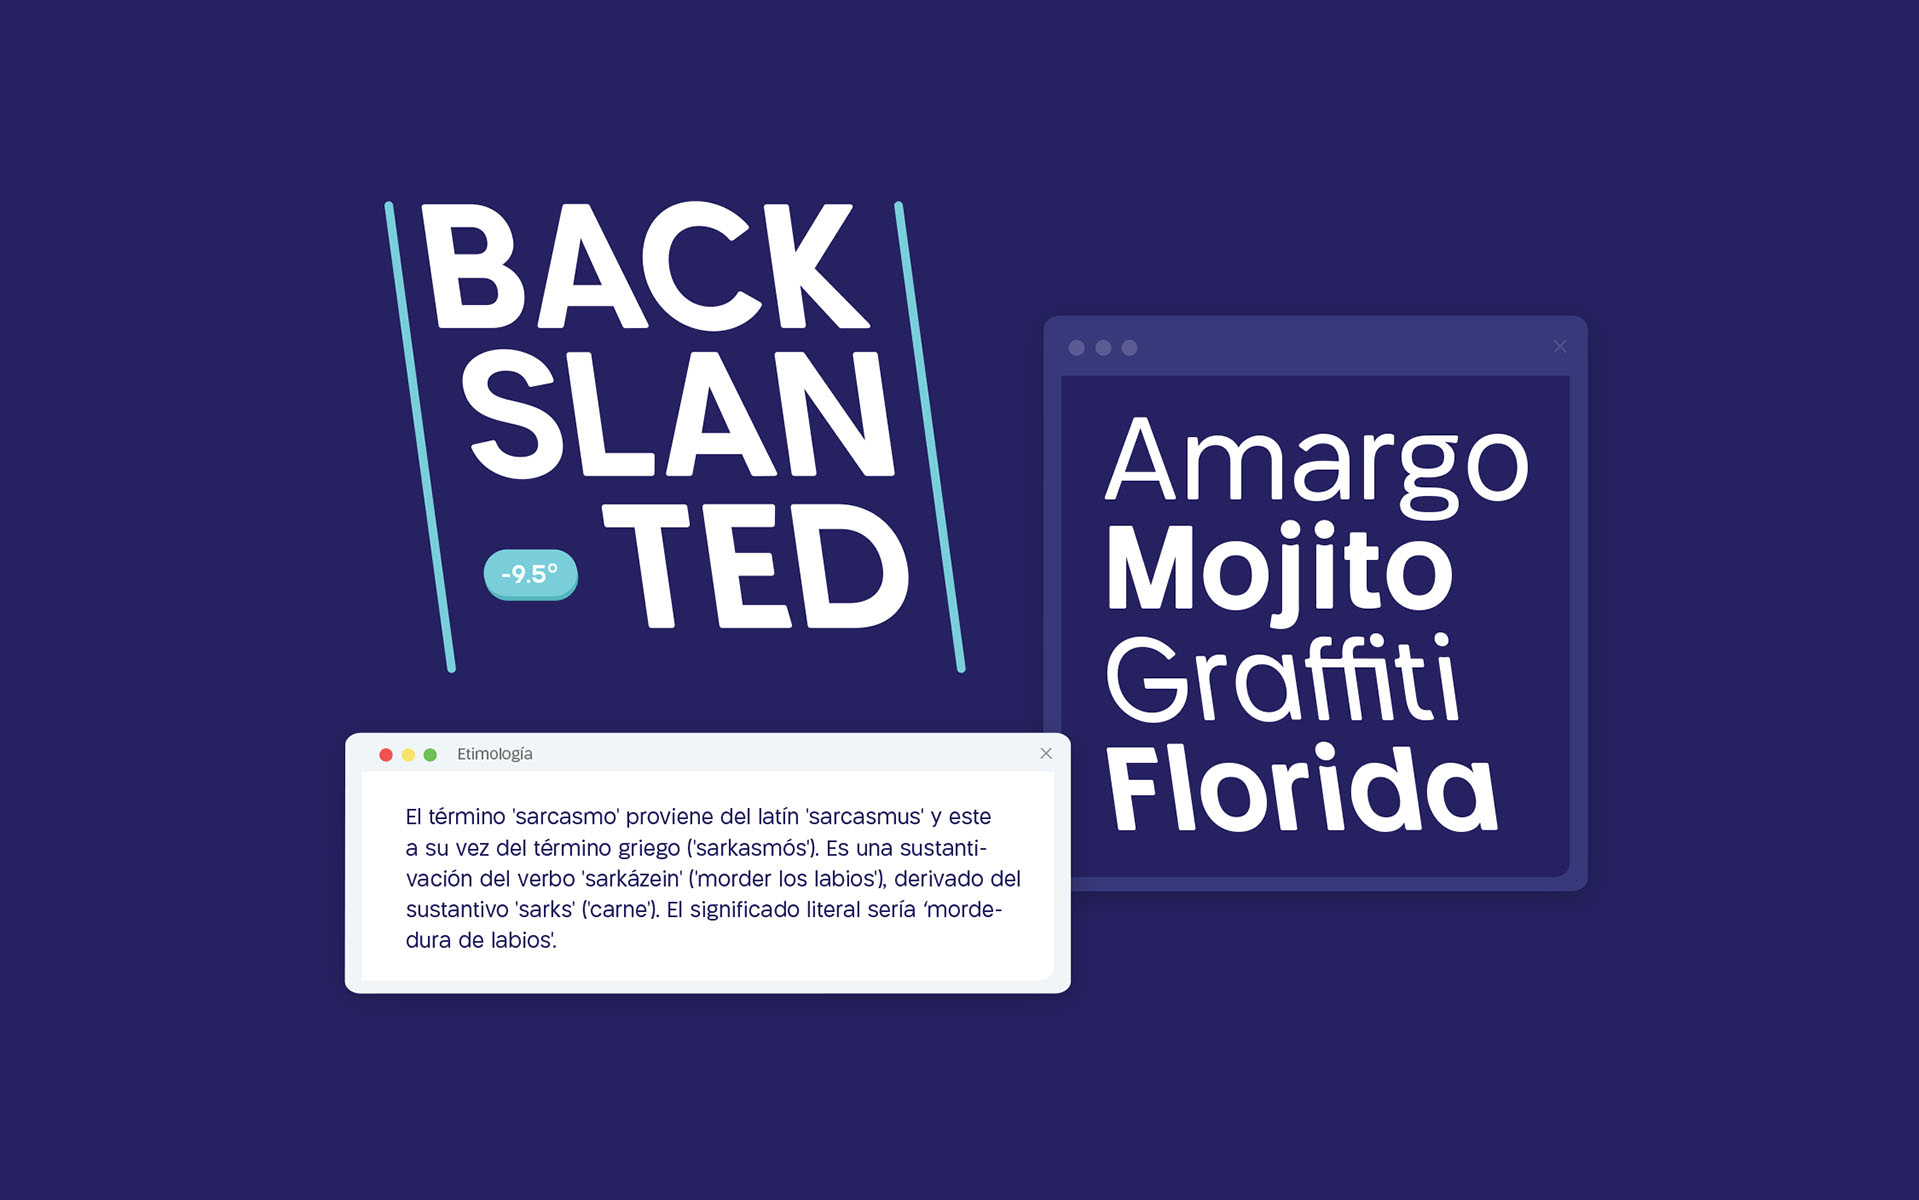 BACK
SLAN
TED
-9.5°
Amargo
Mojito
Graffiti
Florida
Etimología
El término 'sarcasmo' proviene del latín 'sarcasmus' y este
a su vez del término griego ('sarkasmós'). Es una sustanti-
vación del verbo 'sarkázein' ('morder los labios'), derivado del
sustantivo 'sarks' ('carne'). El significado literal sería ‘morde-
dura de labios'.